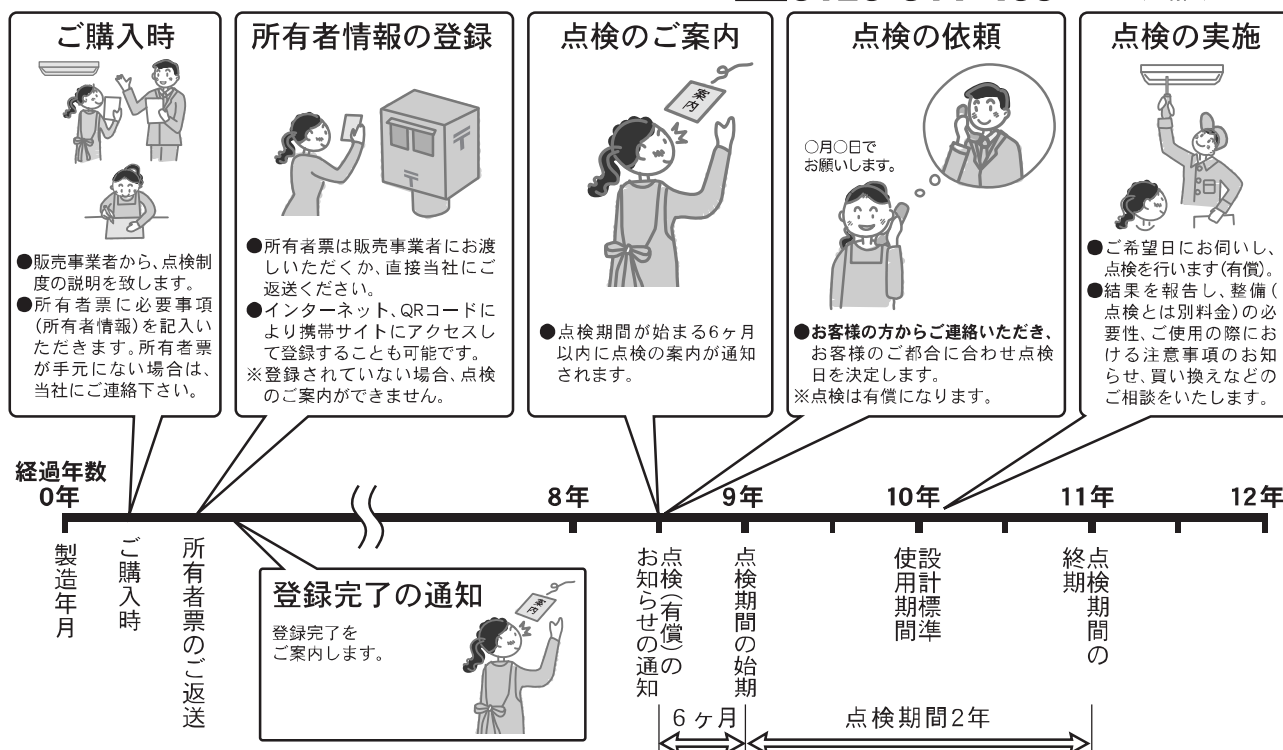 ご購入時
●販売事業者から、点検制
度の説明を致します。
●所有者票に必要事項
(所有者情報)を記入い
ただきます。所有者票
が手元にない場合は、
当社にご連絡下さい。
所有者情報の登録
●所有者票は販売事業者にお渡
しいただくか、直接当社にご
返送ください。
●インターネット、QRコードに
より携帯サイトにアクセスし
て登録することも可能です。
※登録されていない場合、点検
のご案内ができません。
点検のご案内
案内
●点検期間が始まる6ヶ月
以内に点検の案内が通知
されます。
点検の依頼
○月○日で
お願いします。
●お客様の方からご連絡いただき、
お客様のご都合に合わせ点検
日を決定します。
※点検は有償になります。
点検の実施
●ご希望日にお伺いし、
点検を行います(有償)。
●結果を報告し、整備(
点検とは別料金)の必
要性、ご使用の際にお
ける注意事項のお知
らせ、買い換えなどの
ご相談をいたします。
経過年数
0年
8年
9年
10年
11年
12年
製造年月
ご購入時
所有者票のご返送
登録完了の通知
登録完了を
ご案内します。
案内
点検(有償)の
お知らせの通知
点検期間の始期
設計標準
使用期間
点検期間の
終期
6ヶ月
点検期間2年